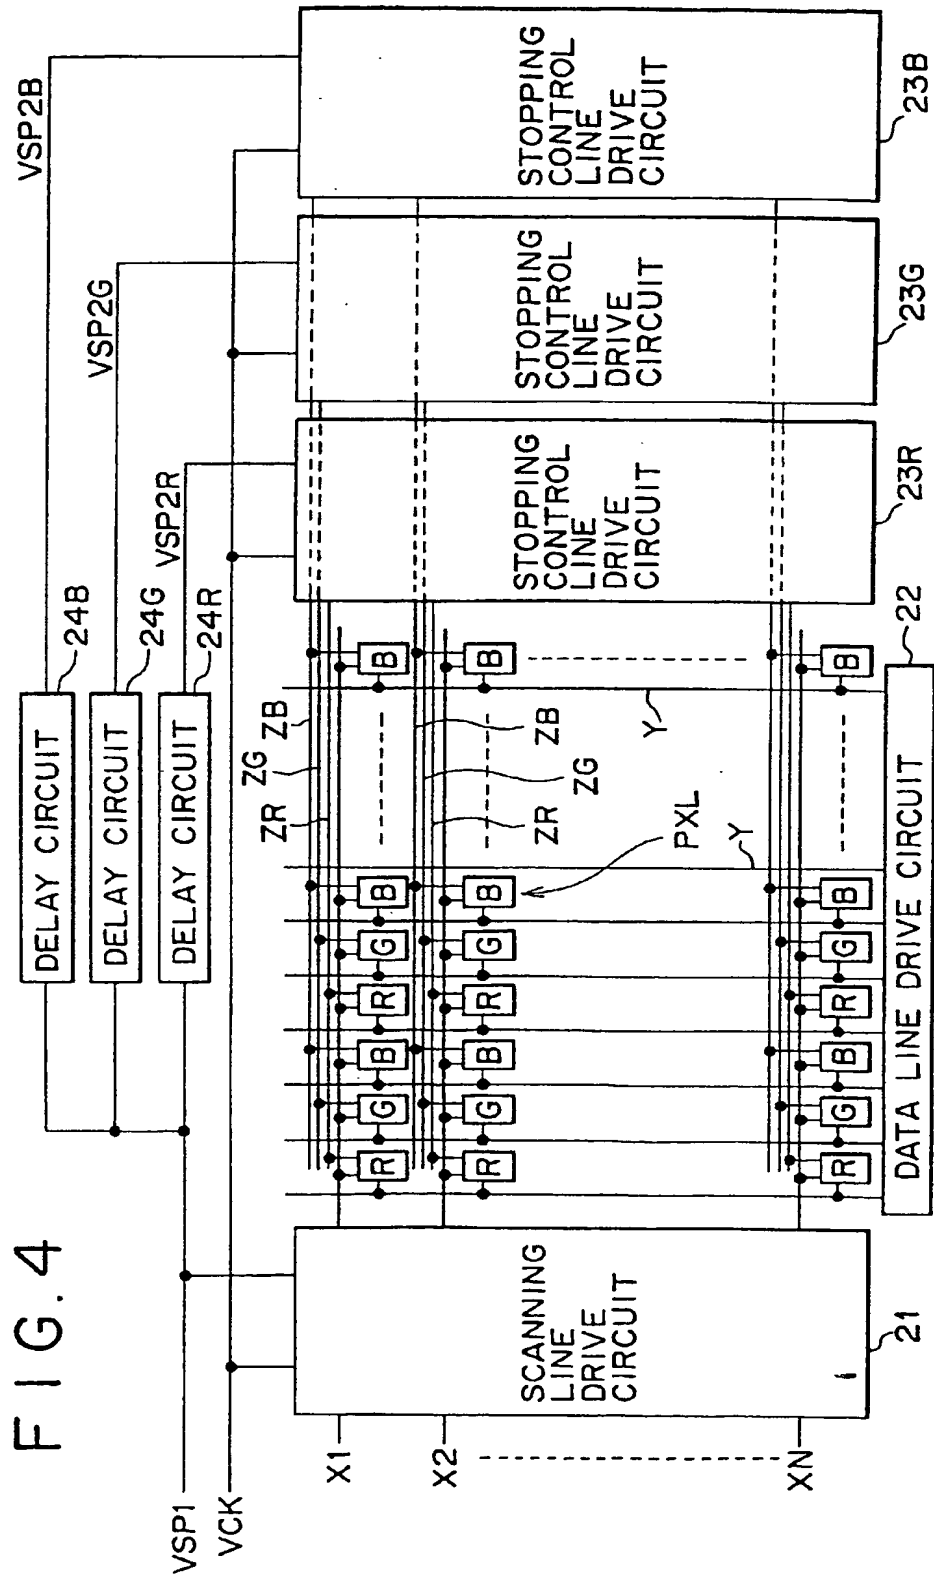 FIG. 4
VSP1
VCK
DELAY CIRCUIT
24B
VSP2B
DELAY CIRCUIT
24G
VSP2G
DELAY CIRCUIT
24R
VSP2R
X1
X2
XN
SCANNING
LINE
DRIVE
CIRCUIT
21
ZR
ZG
ZB
R
G
B
R
G
B
B
R
G
B
R
G
B
B
ZB
ZR
ZG
PXL
Y
Y
R
G
B
R
G
B
B
DATA LINE DRIVE CIRCUIT
22
STOPPING
CONTROL
LINE
DRIVE
CIRCUIT
23R
STOPPING
CONTROL
LINE
DRIVE
CIRCUIT
23G
STOPPING
CONTROL
LINE
DRIVE
CIRCUIT
23B